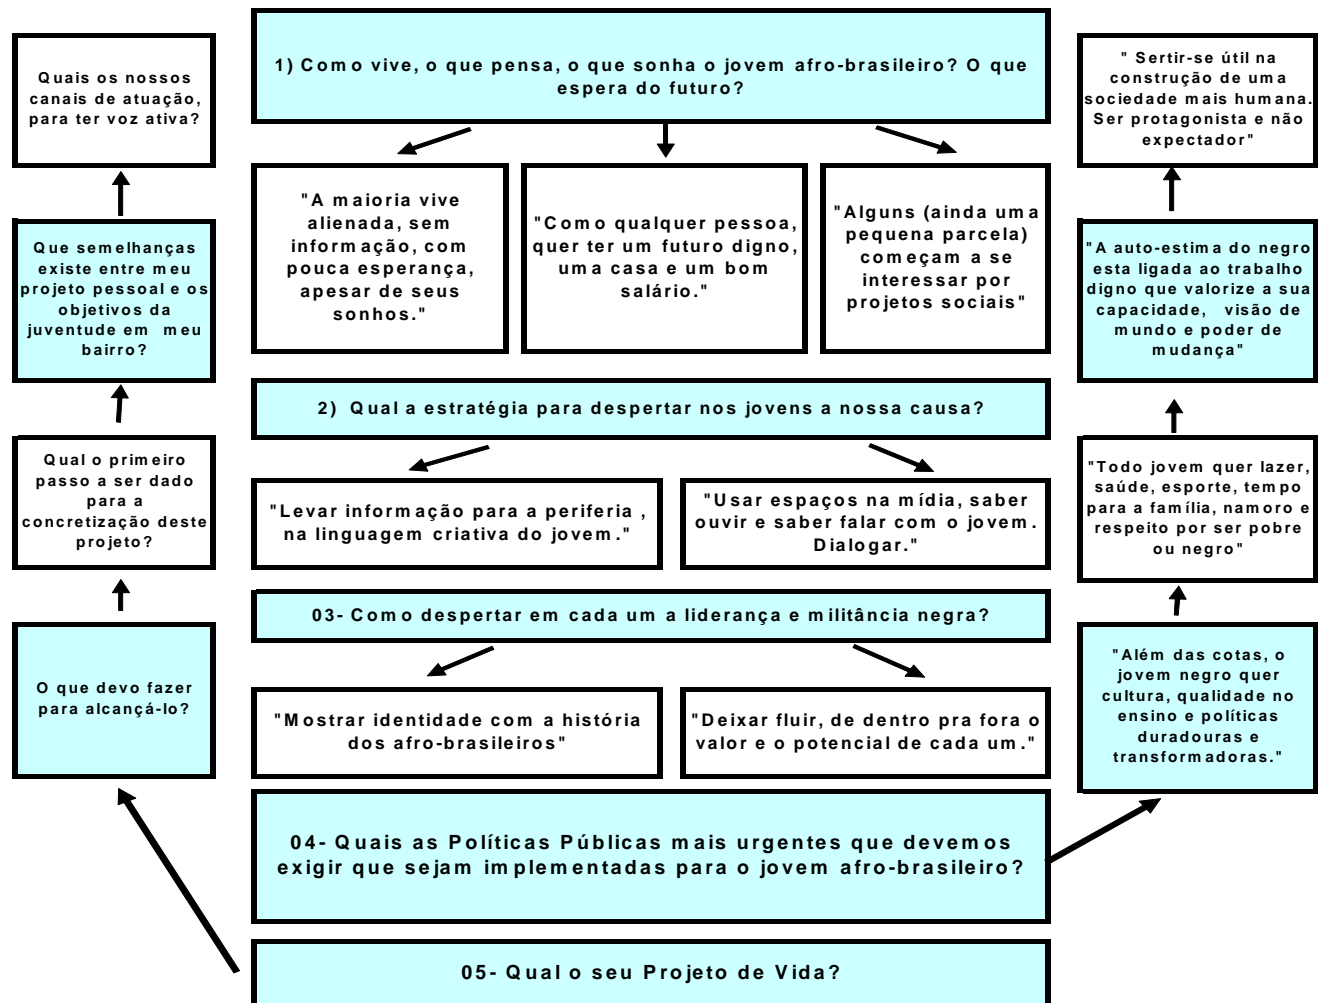 1) Como vive, o que pensa, o que sonha o jovem afro-brasileiro? O que
espera do futuro?
"A maioria vive
alienada, sem
informação, com
pouca esperança,
apesar de seus
sonhos."
"Como qualquer pessoa,
quer ter um futuro digno,
uma casa e um bom
salário."
"Alguns (ainda uma
pequena parcela)
começam a se
interessar por
projetos sociais"
2) Qual a estratégia para despertar nos jovens a nossa causa?
"Levar informação para a periferia ,
na linguagem criativa do jovem."
"Usar espaços na mídia, saber
ouvir e saber falar com o jovem.
Dialogar."
03- Como despertar em cada um a liderança e militância negra?
"Mostrar identidade com a história
dos afro-brasileiros"
"Deixar fluir, de dentro pra fora o
valor e o potencial de cada um."
04- Quais as Políticas Públicas mais urgentes que devemos
exigir que sejam implementadas para o jovem afro-brasileiro?
"Além das cotas, o
jovem negro quer
cultura, qualidade no
ensino e políticas
duradouras e
transformadoras."
"Todo jovem quer lazer,
saúde, esporte, tempo
para a família, namoro e
respeito por ser pobre
ou negro"
"A auto-estima do negro
esta ligada ao trabalho
digno que valorize a sua
capacidade, visão de
mundo e poder de
mudança"
" Sertir-se útil na
construção de uma
sociedade mais humana.
Ser protagonista e não
expectador"
05- Qual o seu Projeto de Vida?
O que devo fazer
para alcançá-lo?
Qual o primeiro
passo a ser dado
para a
concretização deste
projeto?
Que semelhanças
existe entre meu
projeto pessoal e os
objetivos da
juventude em meu
bairro?
Quais os nossos
canais de atuação,
para ter voz ativa?